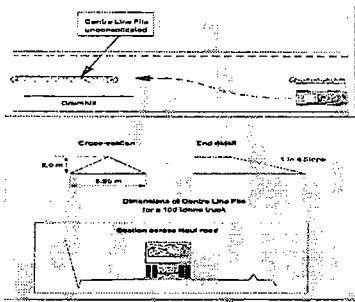 Centre Line Pile
unconsolidated
Downhill
Cross-section
End detail
1 in 4 Slope
Dimensions of Centre Line Pile
for a 100 tonne truck
Section across Haul road